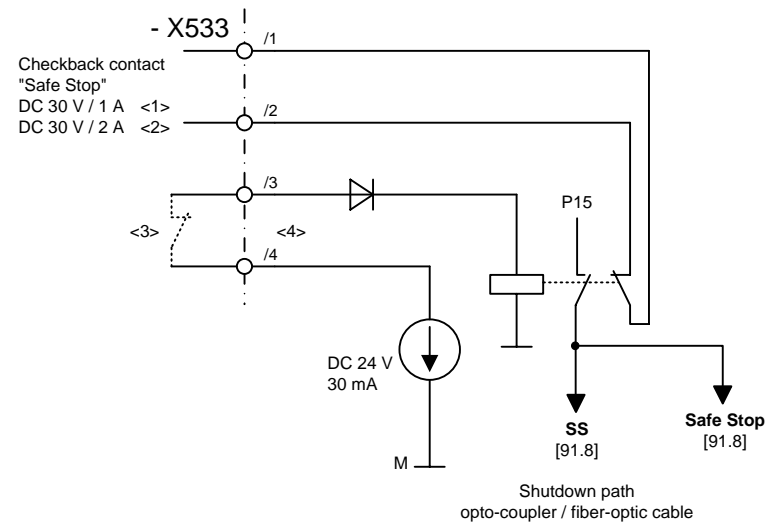 - X533
/1
Checkback contact
"Safe Stop"
DC 30 V / 1 A <1>
DC 30 V / 2 A <2>
/2
/3
P15
<3>
<4>
/4
DC 24 V
30 mA
SS
[91.8]
Safe Stop
[91.8]
M
Shutdown path
opto-coupler / fiber-optic cable